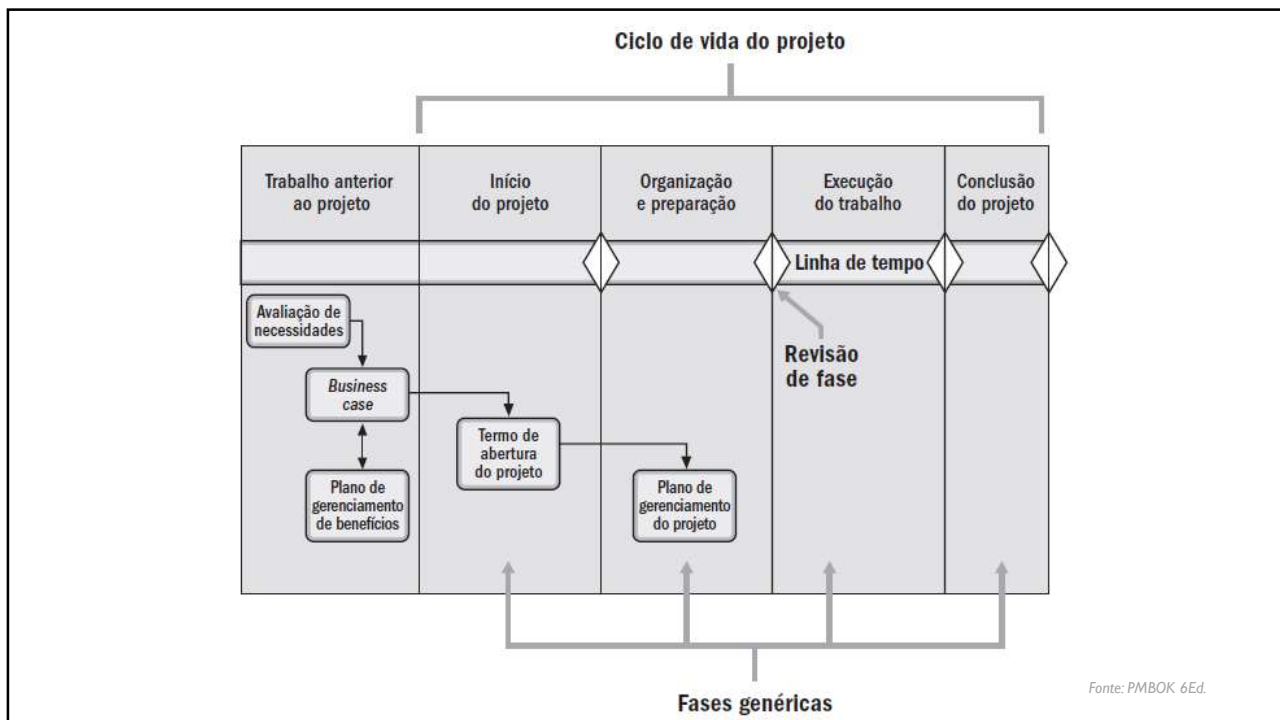 Ciclo de vida do projeto
Trabalho anterior
ao projeto
Início
do projeto
Organização
e preparação
Execução
do trabalho
Conclusão
do projeto
Linha de tempo
Avaliação de
necessidades
Business
case
Plano de
gerenciamento
de benefícios
Termo de
abertura
do projeto
Plano de
gerenciamento
do projeto
Revisão
de fase
Fases genéricas
Fonte: PMBOK 6Ed.